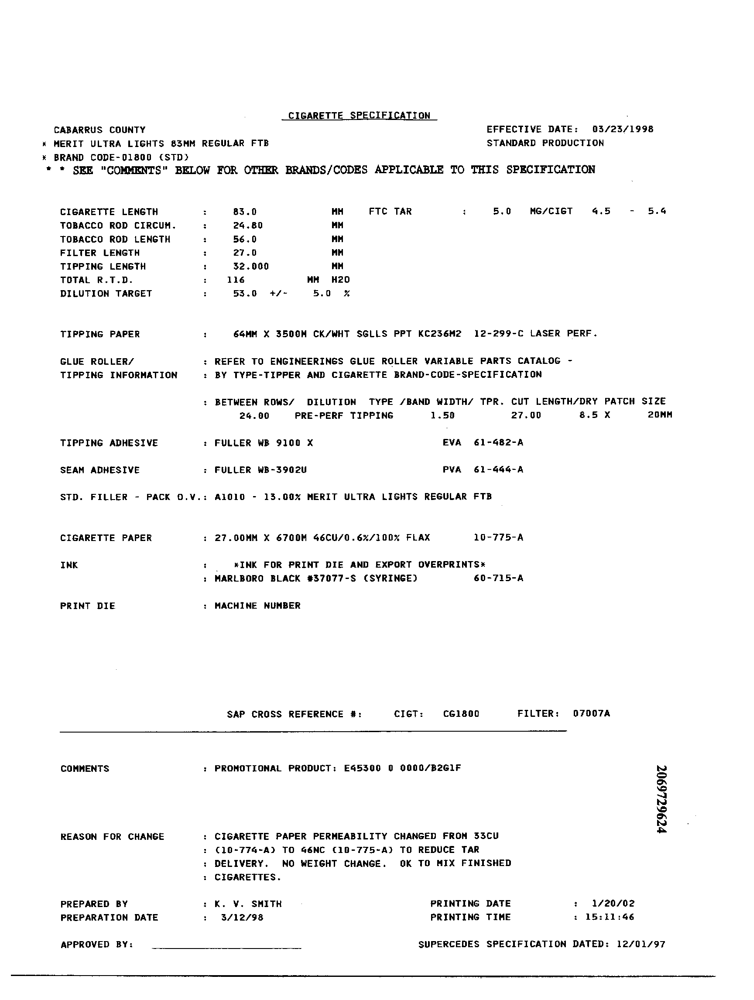 CIGARETTE SPECIFICATION
CABARRUS COUNTY EFFECTIVE DATE: 03/23/1998
* MERIT ULTRA LIGHTS 83MM REGULAR FTB STANDARD PRODUCTION
* BRAND CODE-01800 (STD)
* * SEE "COMMENTS" BELOW FOR OTHER BRANDS/CODES APPLICABLE TO THIS SPECIFICATION
CIGARETTE LENGTH : 83.0 MM FTC TAR : 5.0 MG/CIGT 4.5 - 5.4
TOBACCO ROD CIRCUM. : 24.80 MM
TOBACCO ROD LENGTH : 56.0 MM
FILTER LENGTH : 27.0 MM
TIPPING LENGTH : 32.000 MM
TOTAL R.T.D. : 116 MM H2O
DILUTION TARGET : 53.0 +/- 5.0 %
TIPPING PAPER : 64MM X 3500M CK/WHT SGLLS PPT KC236M2 12-299-C LASER PERF.
GLUE ROLLER/ : REFER TO ENGINEERINGS GLUE ROLLER VARIABLE PARTS CATALOG -
TIPPING INFORMATION : BY TYPE-TIPPER AND CIGARETTE BRAND-CODE-SPECIFICATION
: BETWEEN ROWS/ DILUTION TYPE /BAND WIDTH/ TPR. CUT LENGTH/DRY PATCH SIZE
24.00 PRE-PERF TIPPING 1.50 27.00 8.5 X 20MM
TIPPING ADHESIVE : FULLER WB 9100 X EVA 61-482-A
SEAM ADHESIVE : FULLER WB-3902U PVA 61-444-A
STD. FILLER - PACK O.V.: A1010 - 13.00% MERIT ULTRA LIGHTS REGULAR FTB
CIGARETTE PAPER : 27.00MM X 6700M 46CU/0.6%/100% FLAX 10-775-A
INK : *INK FOR PRINT DIE AND EXPORT OVERPRINTS*
: MARLBORO BLACK #37077-S (SYRINGE) 60-715-A
PRINT DIE : MACHINE NUMBER
SAP CROSS REFERENCE #: CIGT: CG1800 FILTER: 07007A
COMMENTS : PROMOTIONAL PRODUCT: E45300 0 0000/B2G1F
2069729624
REASON FOR CHANGE : CIGARETTE PAPER PERMEABILITY CHANGED FROM 33CU
: (10-774-A) TO 46NC (10-775-A) TO REDUCE TAR
: DELIVERY. NO WEIGHT CHANGE. OK TO MIX FINISHED
: CIGARETTES.
PREPARED BY : K. V. SMITH PRINTING DATE : 1/20/02
PREPARATION DATE : 3/12/98 PRINTING TIME : 15:11:46
APPROVED BY: SUPERCEDES SPECIFICATION DATED: 12/01/97